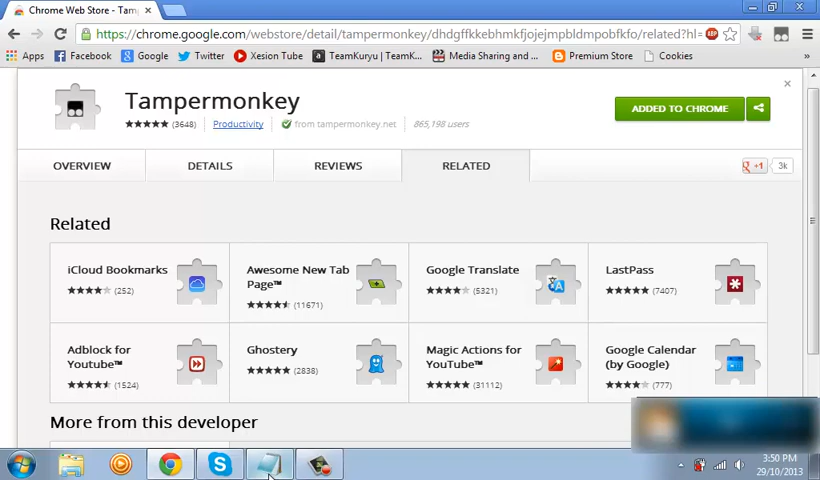 Chrome Web Store - Tamp
https://chrome.google.com/webstore/detail/tampermonkey/dhdgffkkebhmkfjojejmpbldmpobfkfo/related?hl=
Apps Facebook Google Twitter Xesion Tube TeamKuryu | TeamK... Media Sharing and ... Premium Store Cookies
Tampermonkey
(3648) Productivity from tampermonkey.net 865,198 users
ADDED TO CHROME
OVERVIEW DETAILS REVIEWS RELATED
+1 3k
Related
iCloud Bookmarks
(252)
Awesome New Tab
Page™
(11671)
Google Translate
(5321)
LastPass
(7407)
Adblock for
Youtube™
(1524)
Ghostery
(2838)
Magic Actions for
YouTube™
(31112)
Google Calendar
(by Google)
(777)
More from this developer
3:50 PM
29/10/2013